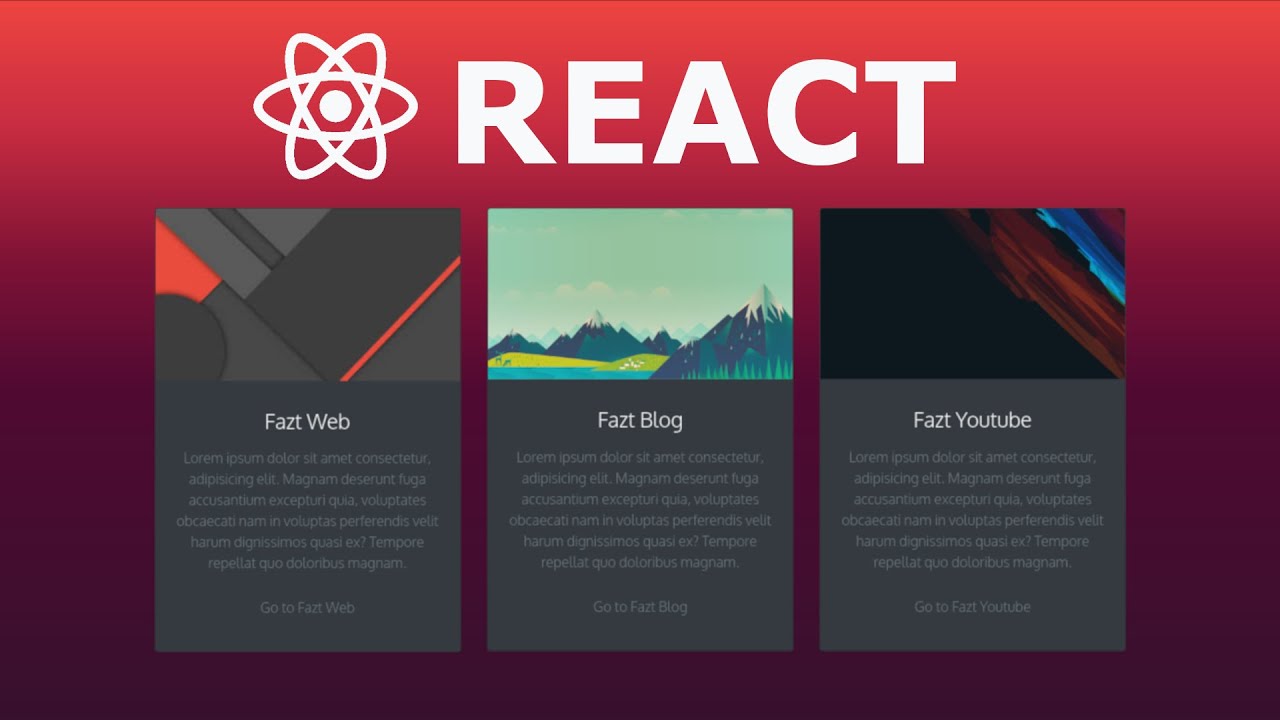 REACT
Fazt Web
Lorem ipsum dolor sit amet consectetur,
adipisicing elit. Magnam deserunt fuga
accusantium excepturi quia, voluptates
obcaecati nam in voluptas perferendis velit
harum dignissimos quasi ex? Tempore
repellat quo doloribus magnam.
Go to Fazt Web
Fazt Blog
Lorem ipsum dolor sit amet consectetur,
adipisicing elit. Magnam deserunt fuga
accusantium excepturi quia, voluptates
obcaecati nam in voluptas perferendis velit
harum dignissimos quasi ex? Tempore
repellat quo doloribus magnam.
Go to Fazt Blog
Fazt Youtube
Lorem ipsum dolor sit amet consectetur,
adipisicing elit. Magnam deserunt fuga
accusantium excepturi quia, voluptates
obcaecati nam in voluptas perferendis velit
harum dignissimos quasi ex? Tempore
repellat quo doloribus magnam.
Go to Fazt Youtube